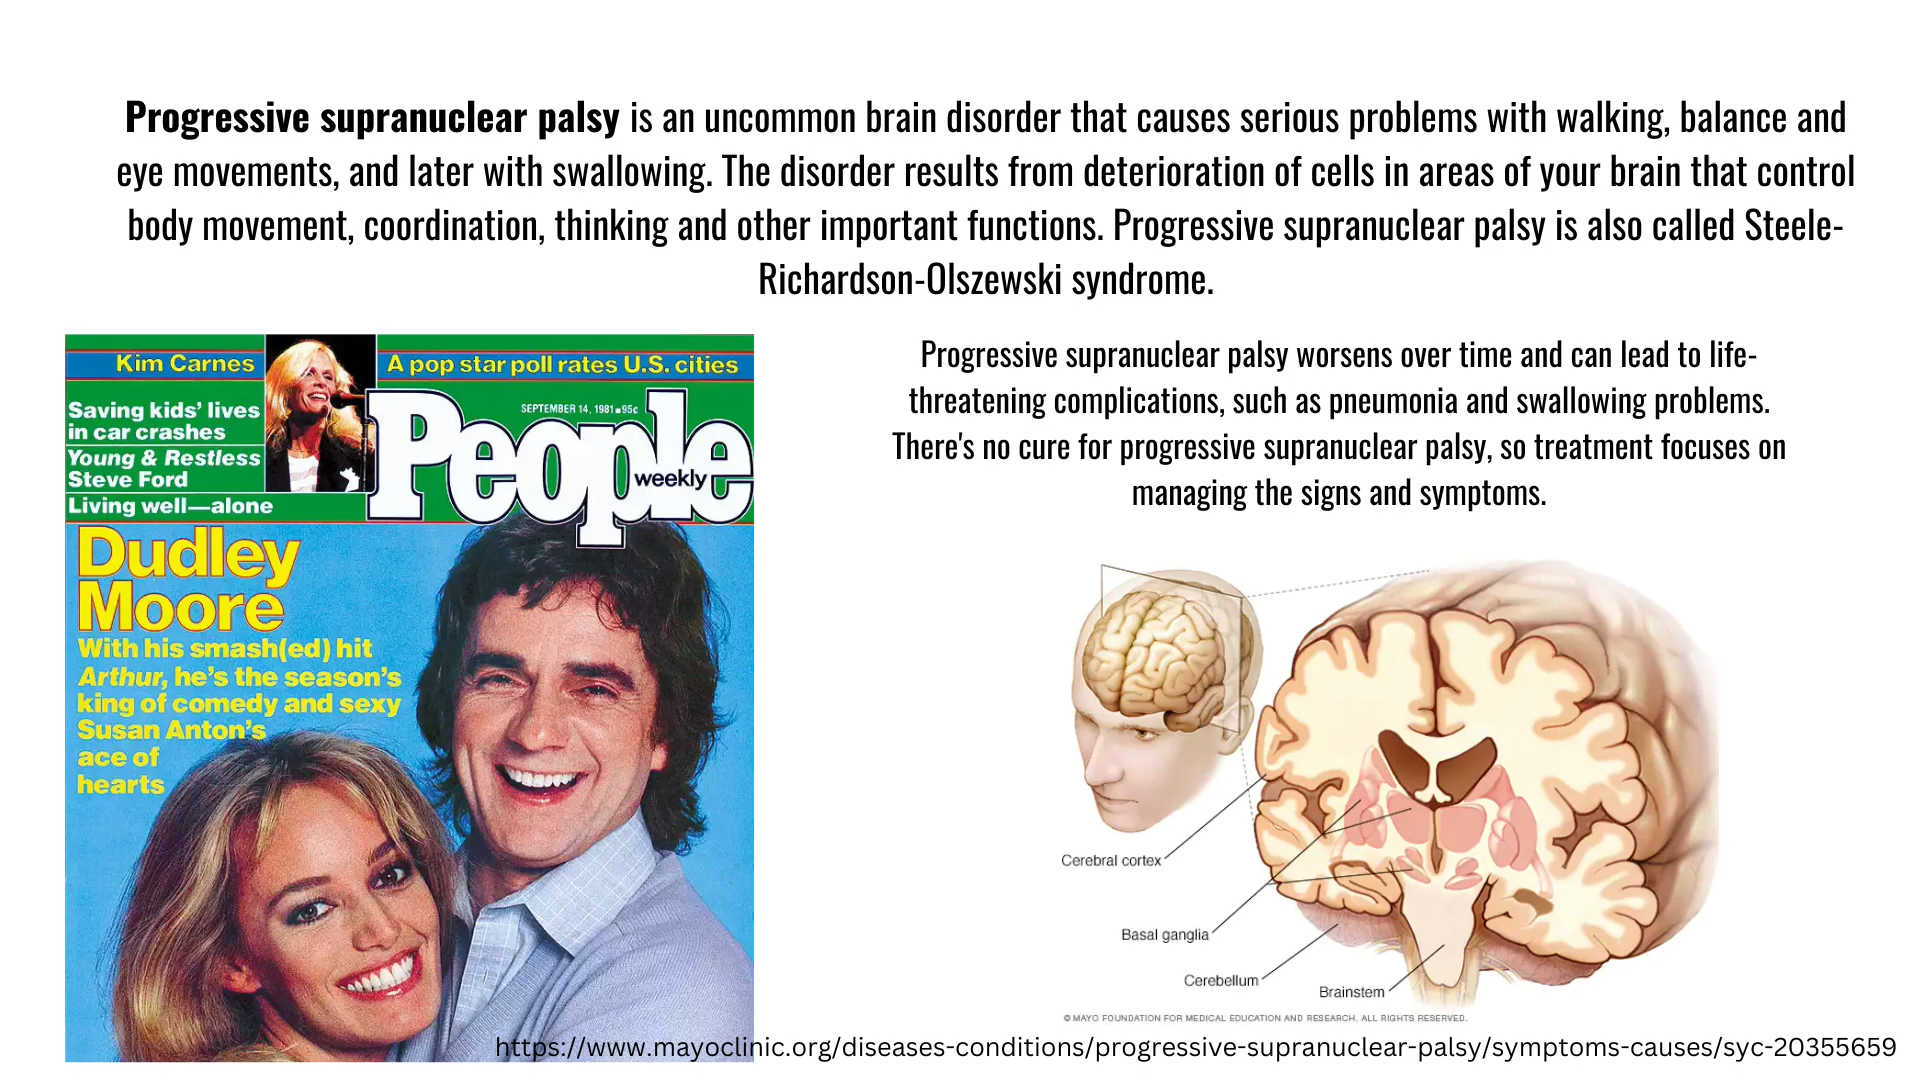 Progressive supranuclear palsy is an uncommon brain disorder that causes serious problems with walking, balance and
eye movements, and later with swallowing. The disorder results from deterioration of cells in areas of your brain that control
body movement, coordination, thinking and other important functions. Progressive supranuclear palsy is also called Steele-
Richardson-Olszewski syndrome.
Kim Carnes
A pop star poll rates U.S. cities
Saving kids' lives
in car crashes
Young & Restless
Steve Ford
Living well—alone
SEPTEMBER 14, 1981■95¢
People
weekly
Dudley
Moore
With his smash(ed) hit
Arthur, he's the season's
king of comedy and sexy
Susan Anton's
ace of
hearts
Progressive supranuclear palsy worsens over time and can lead to life-
threatening complications, such as pneumonia and swallowing problems.
There's no cure for progressive supranuclear palsy, so treatment focuses on
managing the signs and symptoms.
Cerebral cortex
Basal ganglia
Cerebellum
Brainstem
© MAYO FOUNDATION FOR MEDICAL EDUCATION AND RESEARCH. ALL RIGHTS RESERVED.
https://www.mayoclinic.org/diseases-conditions/progressive-supranuclear-palsy/symptoms-causes/syc-20355659